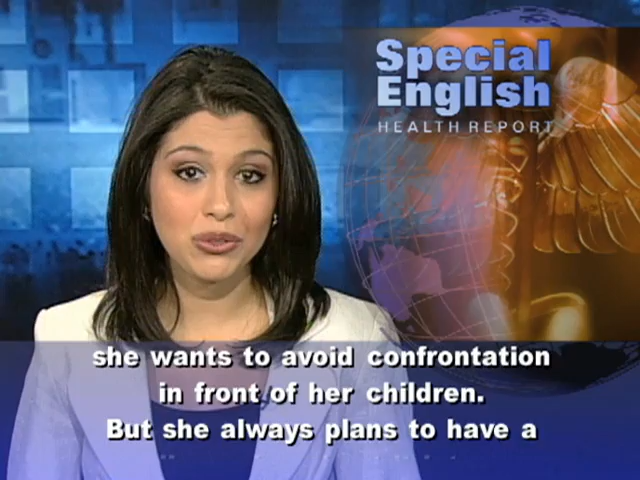 Special
English
HEALTH REPORT
she wants to avoid confrontation
in front of her children.
But she always plans to have a